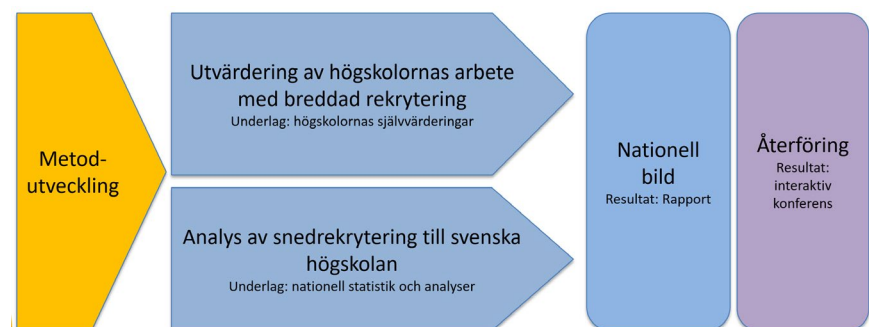 Metod-
utveckling
Utvärdering av högskolornas arbete
med breddad rekrytering
Underlag: högskolornas självvärderingar
Analys av snedrekrytering till svenska
högskolan
Underlag: nationell statistik och analyser
Nationell
bild
Resultat: Rapport
Återföring
Resultat:
interaktiv
konferens